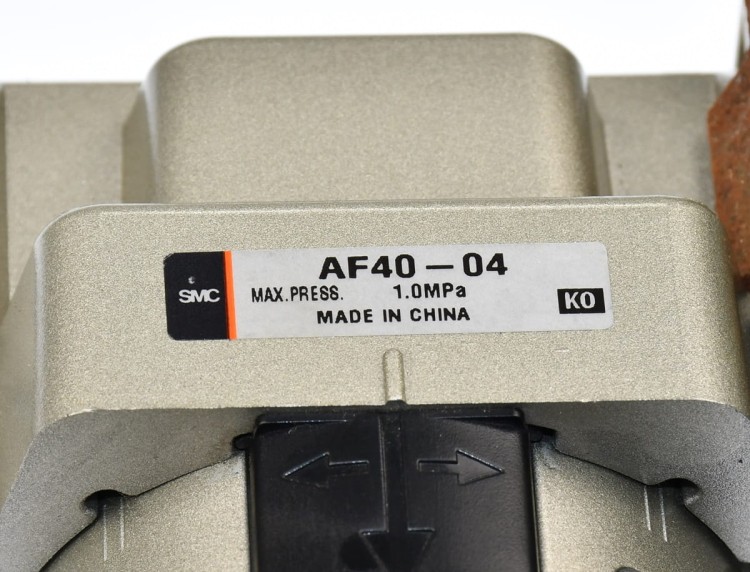 AF40-04
SMC MAX.PRESS. 1.0MPa KO
MADE IN CHINA